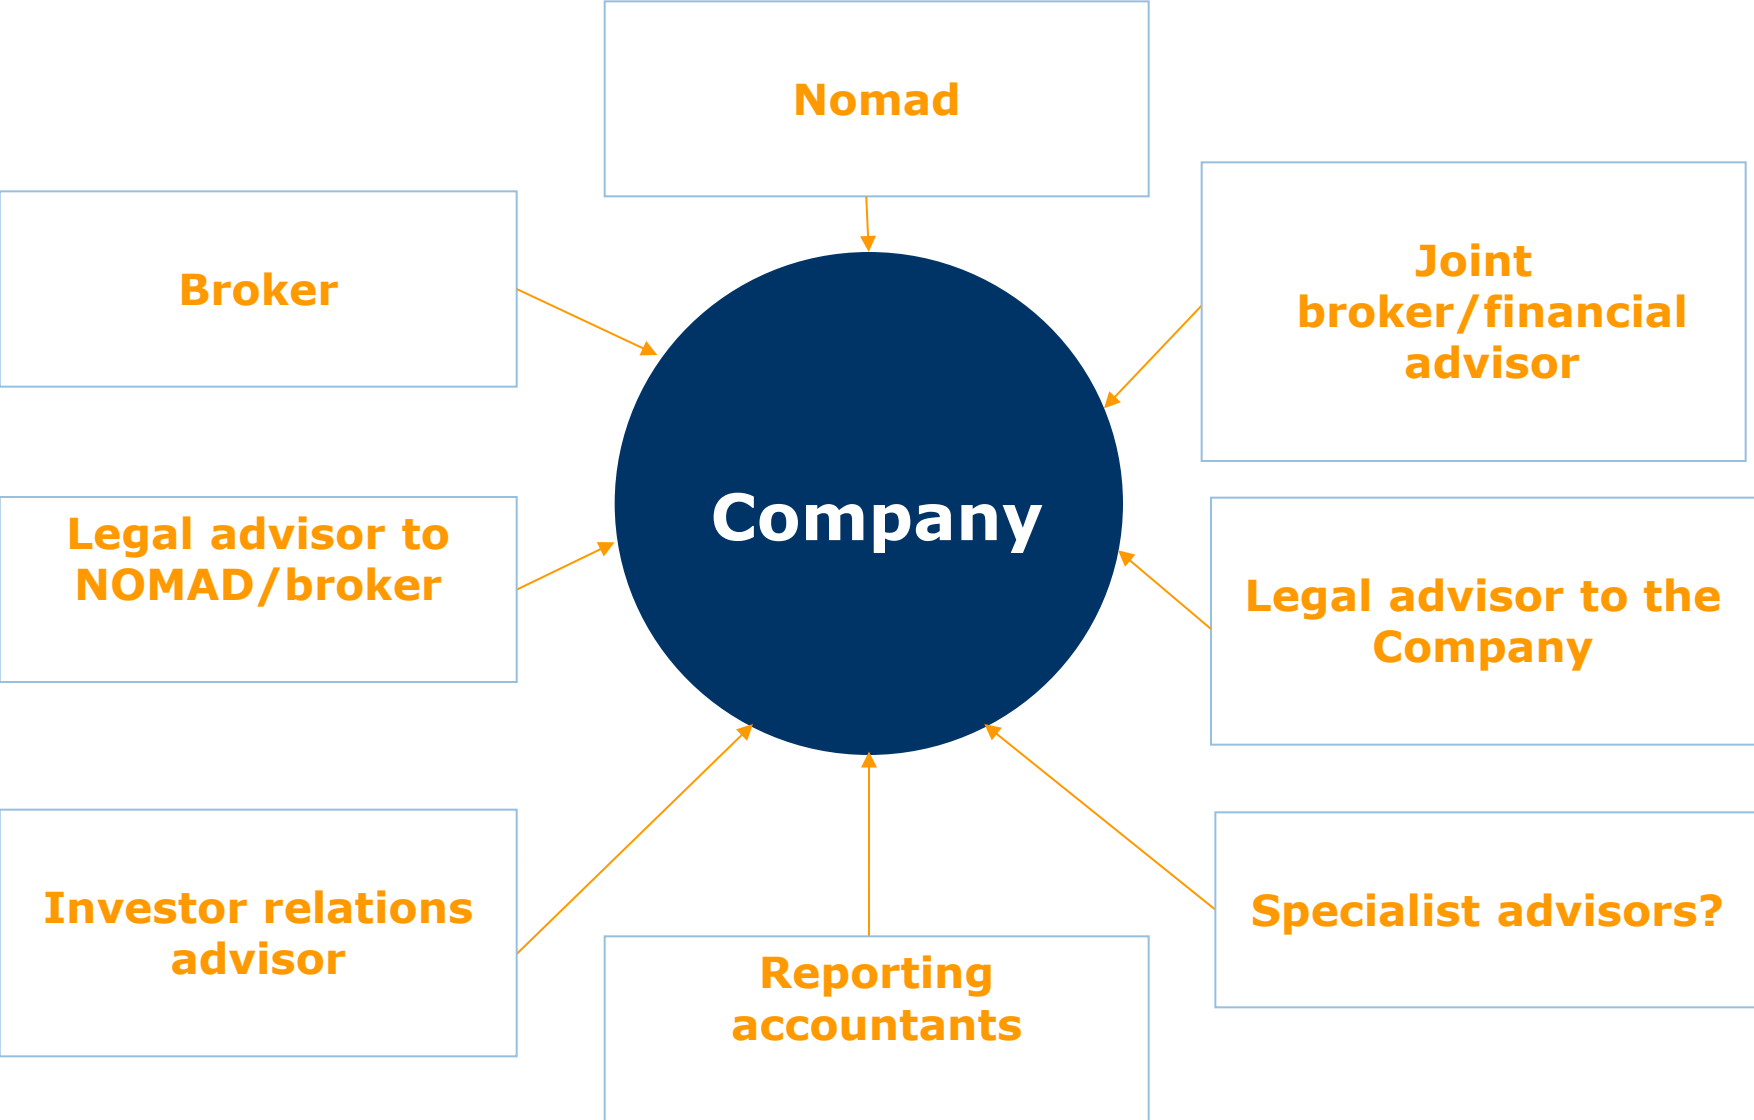 Nomad
Broker
Joint
broker/financial
advisor
Company
Legal advisor to
NOMAD/broker
Legal advisor to the
Company
Investor relations
advisor
Specialist advisors?
Reporting
accountants